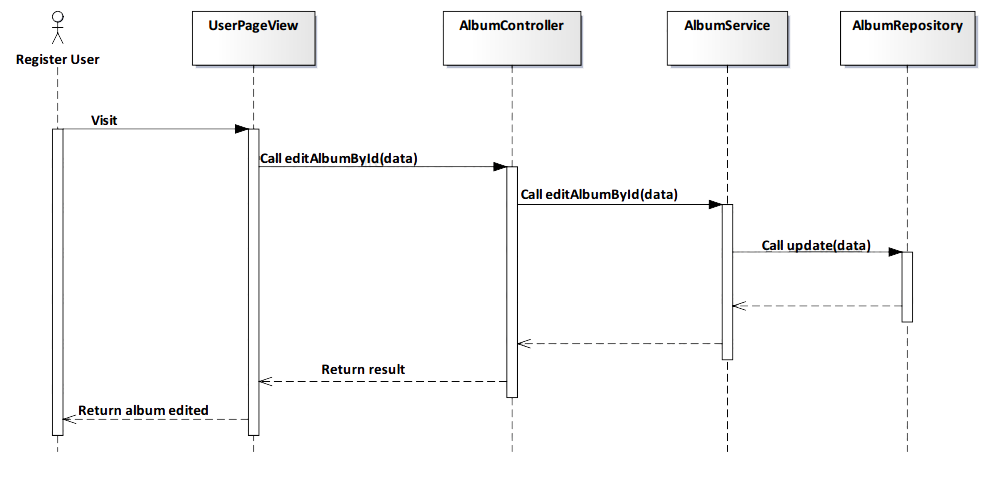 UserPageView
AlbumController
AlbumService
AlbumRepository
Register User
Visit
Call editAlbumById(data)
Call editAlbumById(data)
Call update(data)
Return result
Return album edited